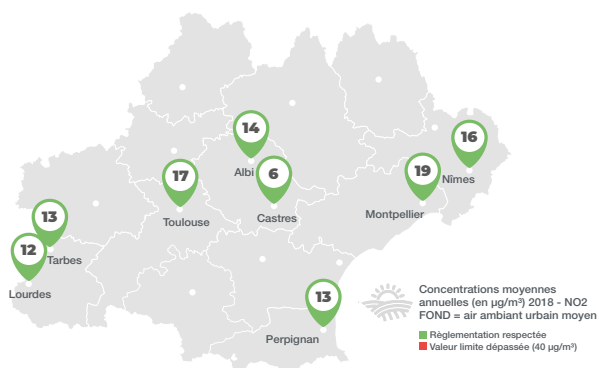 14
16
Albi
6
19
Nîmes
17
Castres
Montpellier
Toulouse
13
Tarbes
12
Lourdes
13
Perpignan
Concentrations moyennes
annuelles (en µg/m³) 2018 - NO2
FOND = air ambiant urbain moyen
Règlementation respectée
Valeur limite dépassée (40 µg/m³)